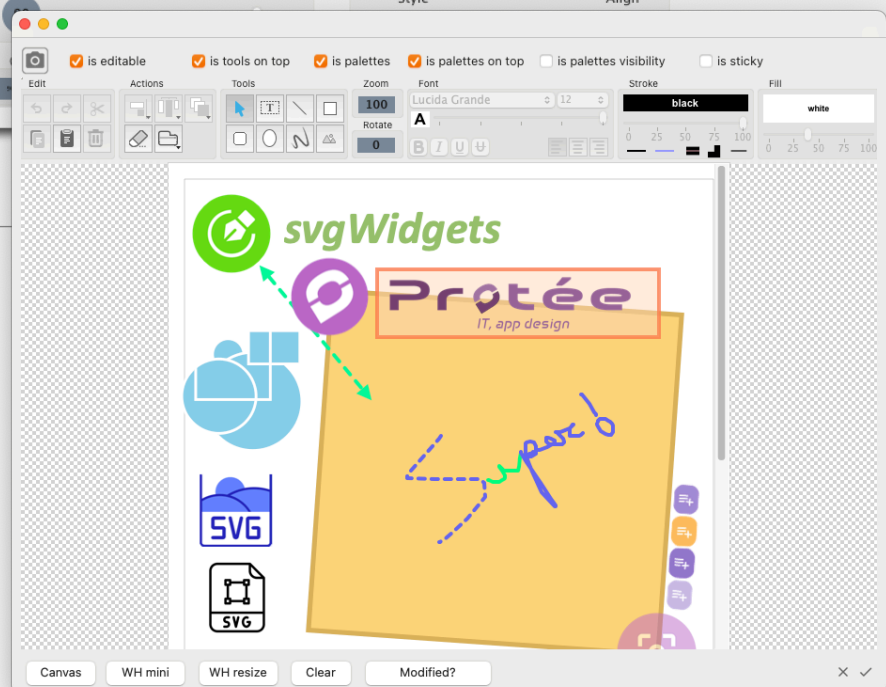 Style
Align
is editable
is tools on top
is palettes
is palettes on top
is palettes visibility
is sticky
Edit
Actions
Tools
Zoom
Font
Stroke
Fill
100
Lucida Grande
12
black
white
Rotate
A
0 25 50 75 100
0 25 50 75 100
0
B I U U
svgWidgets
Protée
IT, app design
SVG
SVG
Canvas
WH mini
WH resize
Clear
Modified?